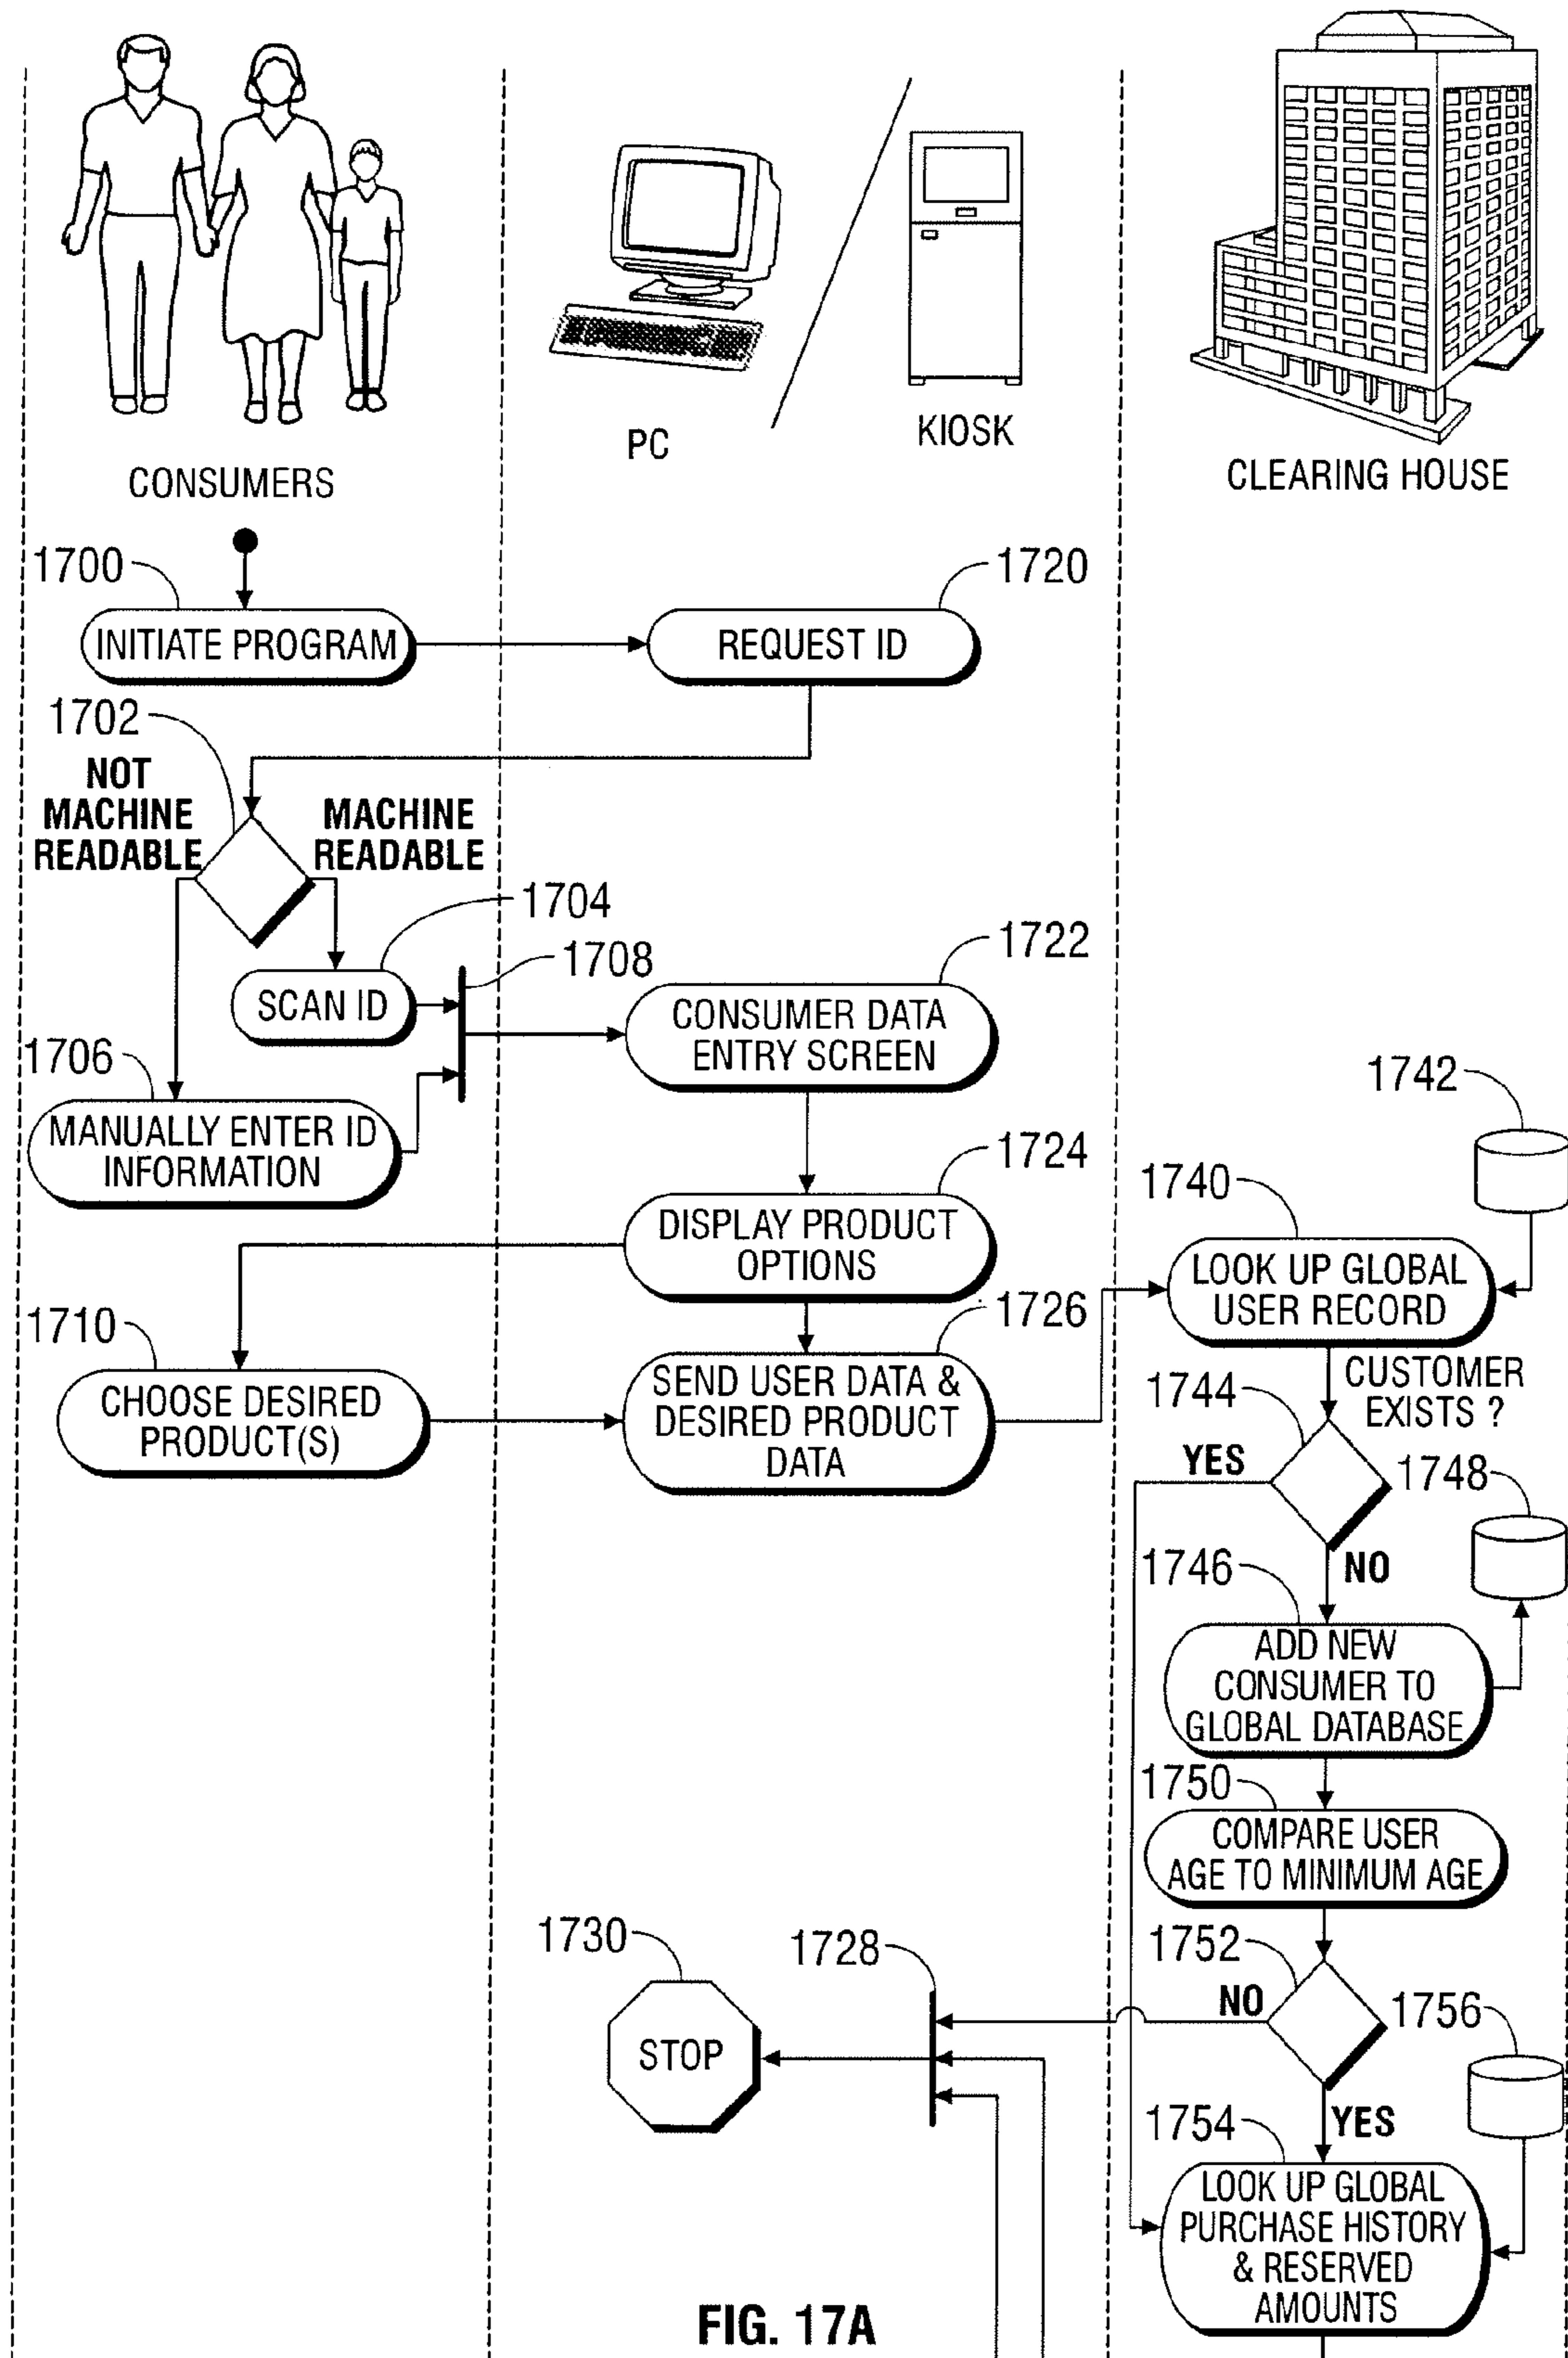 CONSUMERS
PC
KIOSK
CLEARING HOUSE
1700
INITIATE PROGRAM
1720
REQUEST ID
1702
NOT
MACHINE
READABLE
MACHINE
READABLE
1704
SCAN ID
1708
1706
MANUALLY ENTER ID
INFORMATION
1722
CONSUMER DATA
ENTRY SCREEN
1724
DISPLAY PRODUCT
OPTIONS
1710
CHOOSE DESIRED
PRODUCT(S)
1726
SEND USER DATA &
DESIRED PRODUCT
DATA
1742
1740
LOOK UP GLOBAL
USER RECORD
1744
CUSTOMER
EXISTS ?
YES
1748
NO
1746
ADD NEW
CONSUMER TO
GLOBAL DATABASE
1750
COMPARE USER
AGE TO MINIMUM AGE
1730
STOP
1728
1752
NO
1756
YES
1754
LOOK UP GLOBAL
PURCHASE HISTORY
& RESERVED
AMOUNTS
FIG. 17A